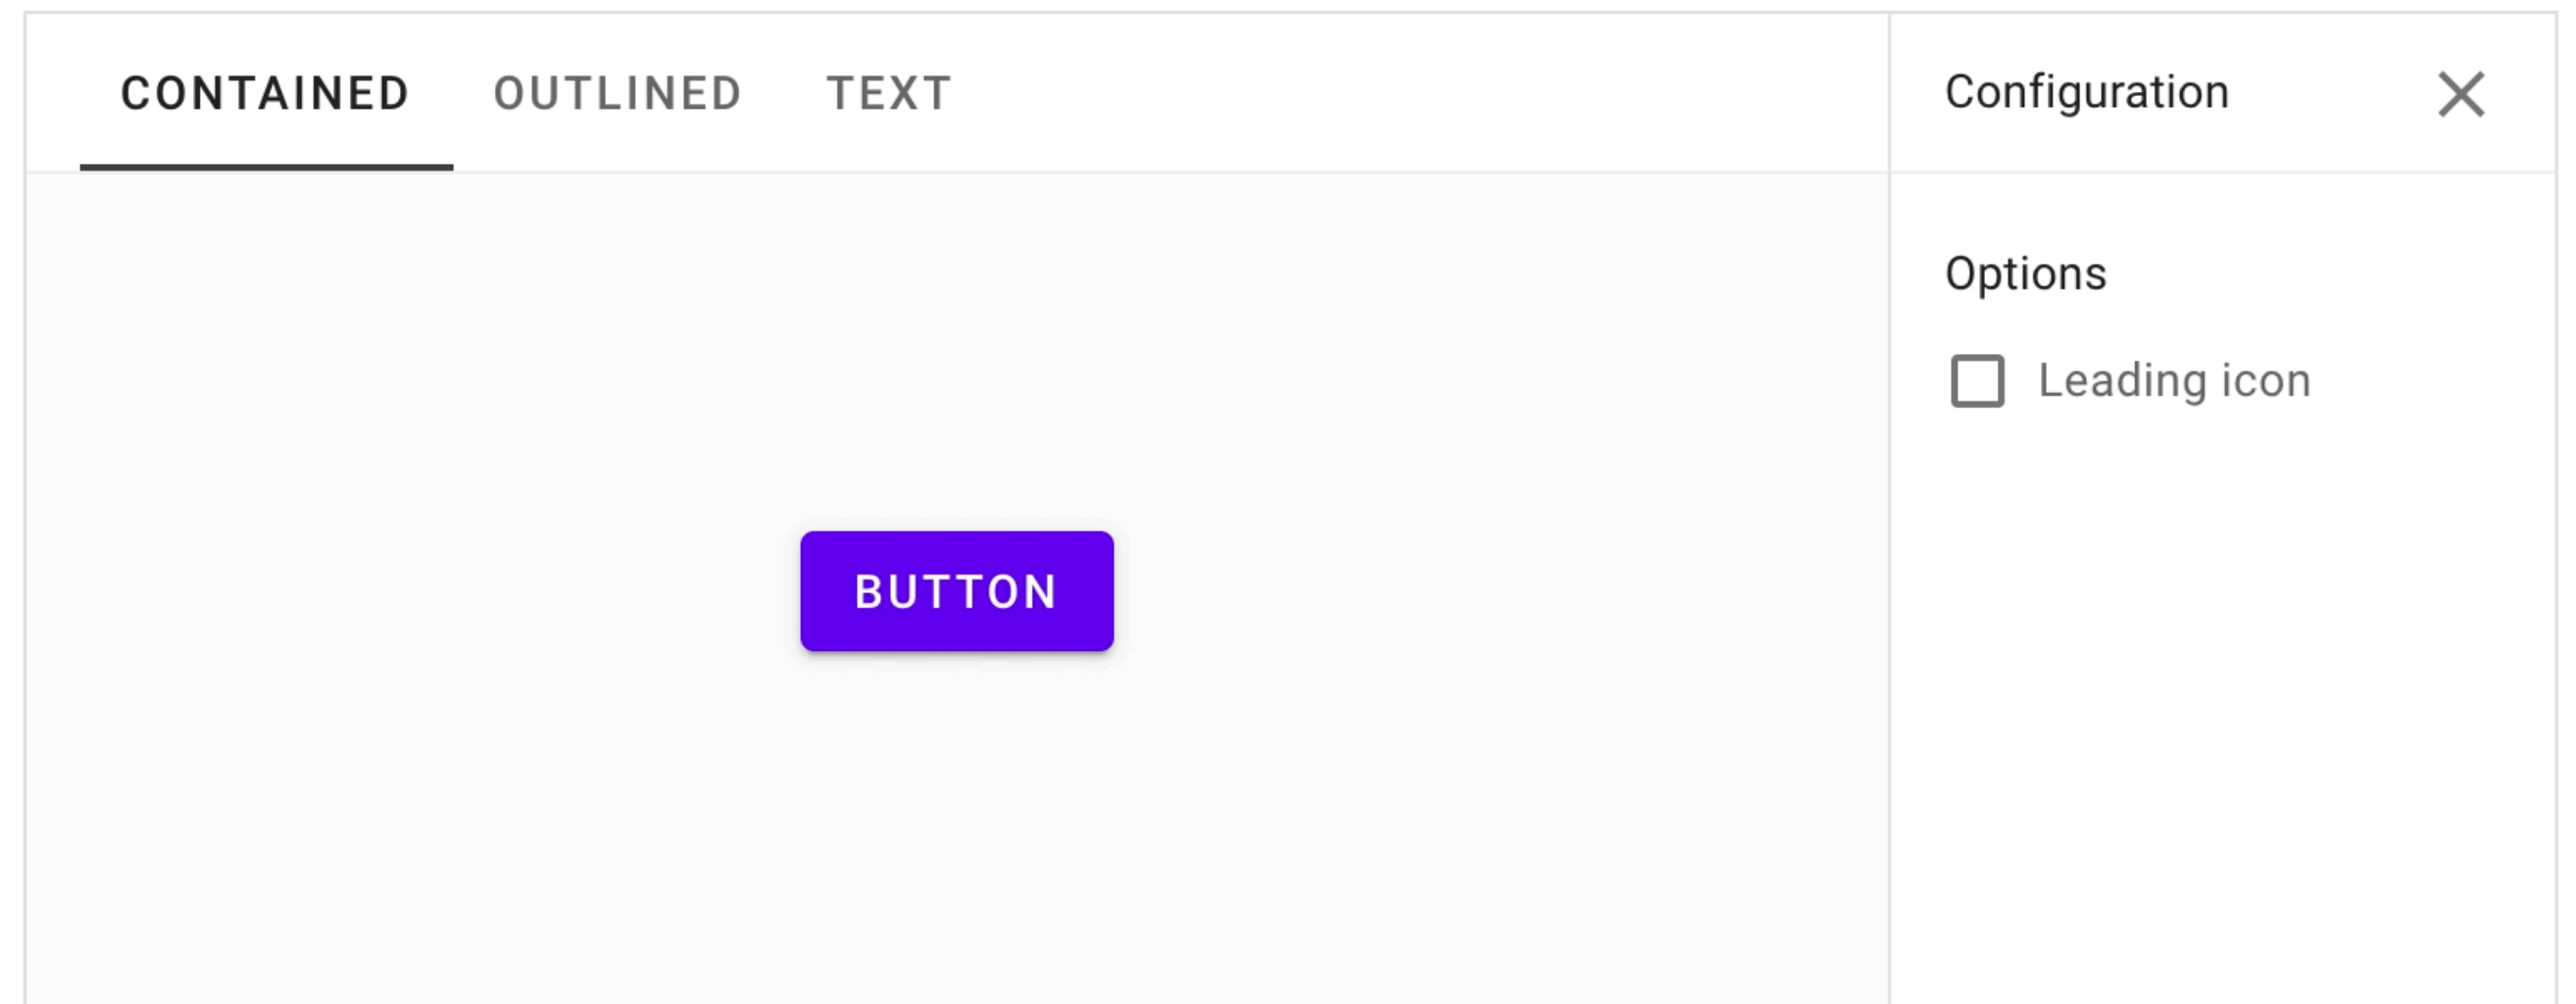 CONTAINED OUTLINED TEXT
Configuration
Options
Leading icon
BUTTON